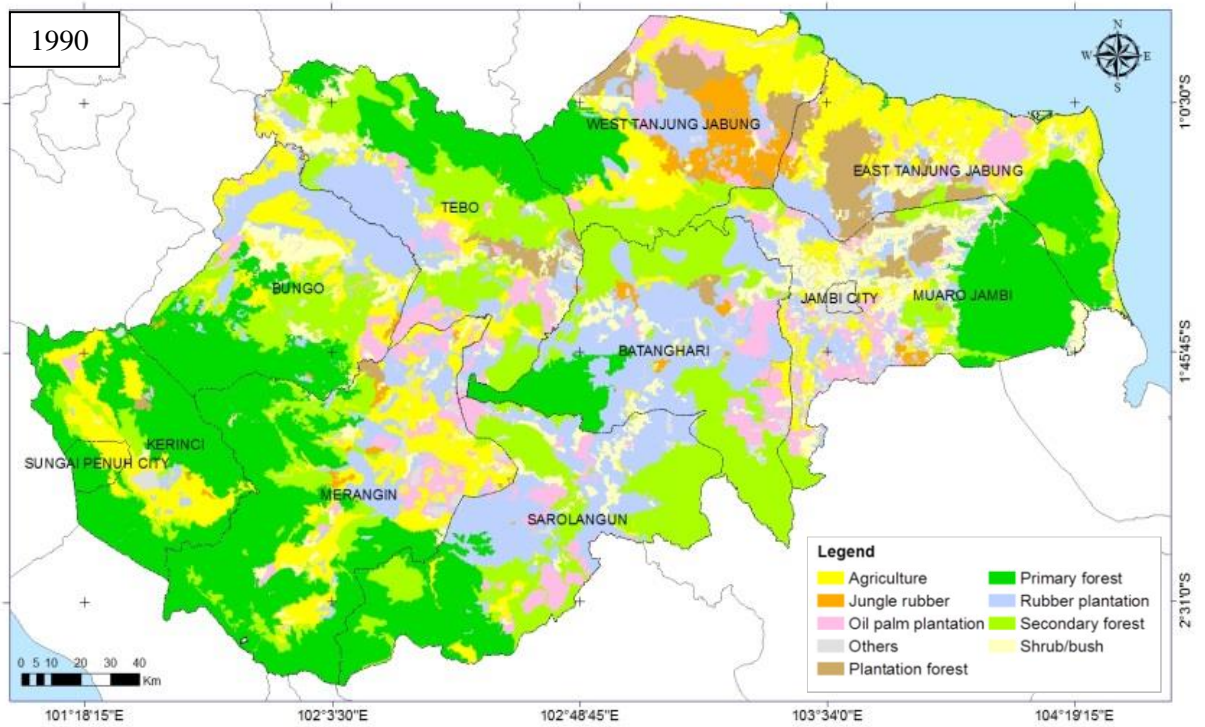 1990
N
W E
S
WEST TANJUNG JABUNG
EAST TANJUNG JABUNG
TEBO
BUNGO
JAMBI CITY
MUARO JAMBI
BATANGHARI
KERINCI
SUNGAI PENUH CITY
MERANGIN
SAROLANGUN
1°0'30"S
1°45'45"S
2°31'0"S
Legend
Agriculture
Jungle rubber
Oil palm plantation
Others
Plantation forest
Primary forest
Rubber plantation
Secondary forest
Shrub/bush
0 5 10 20 30 40
Km
101°18'15"E 102°3'30"E 102°48'45"E 103°34'0"E 104°19'15"E